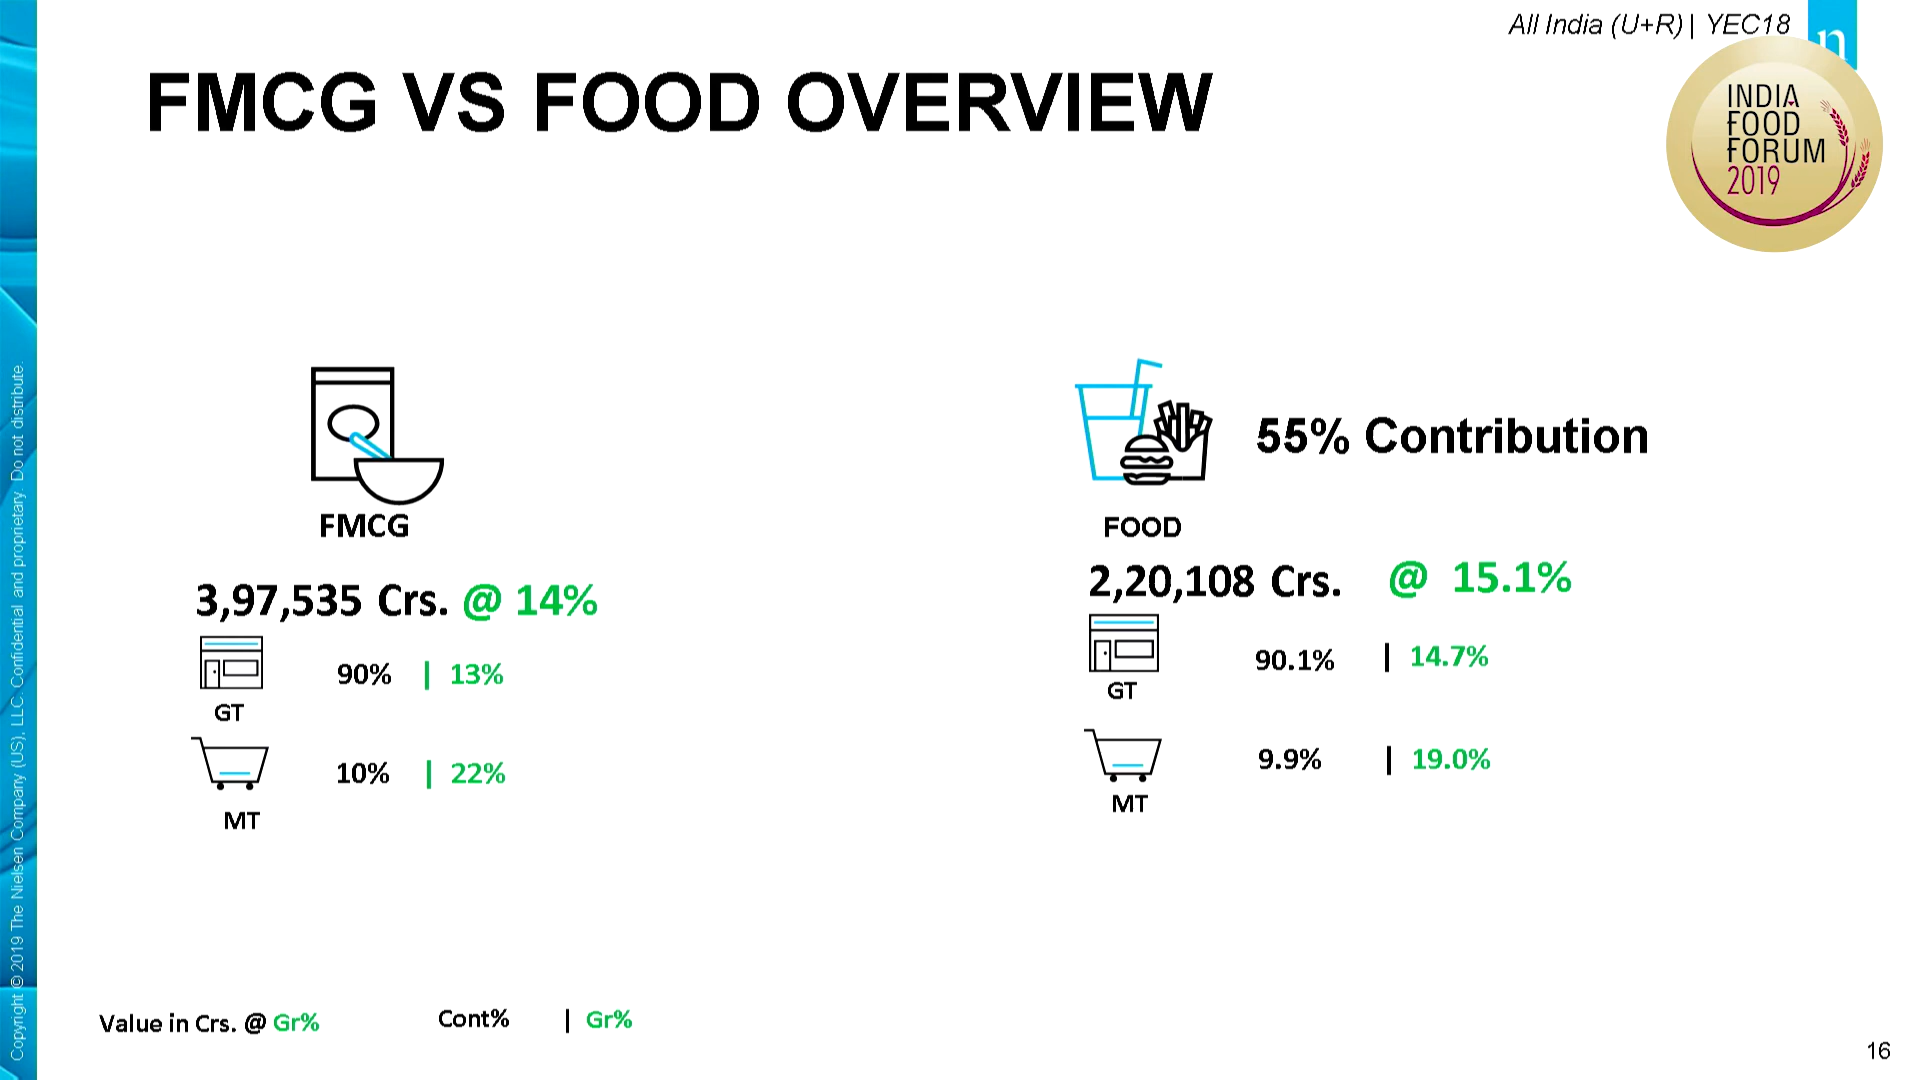 All India (U+R) | YEC18
n
FMCG VS FOOD OVERVIEW
INDIA
FOOD
FORUM
2019
FMCG
3,97,535 Crs. @ 14%
90% | 13%
GT
10% | 22%
MT
55% Contribution
FOOD
2,20,108 Crs. @ 15.1%
90.1% | 14.7%
GT
9.9% | 19.0%
MT
Value in Crs. @ Gr% Cont% | Gr%
16
Copyright © 2019 The Nielsen Company (US), LLC. Confidential and proprietary. Do not distribute.